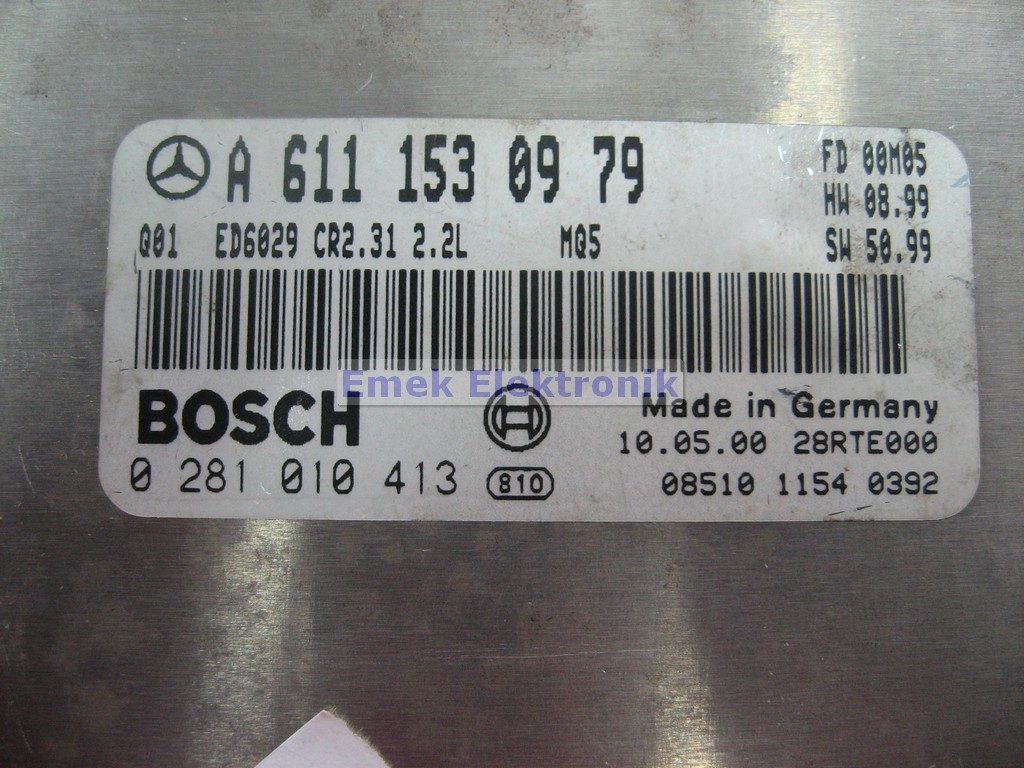 A 611 153 09 79
FD 00M05
HW 08.99
Q01 ED6029 CR2.31 2.2L MQ5
SW 50.99
Emek Elektronik
BOSCH
Made in Germany
10.05.00 28RTE000
0 281 010 413 810
08510 1154 0392